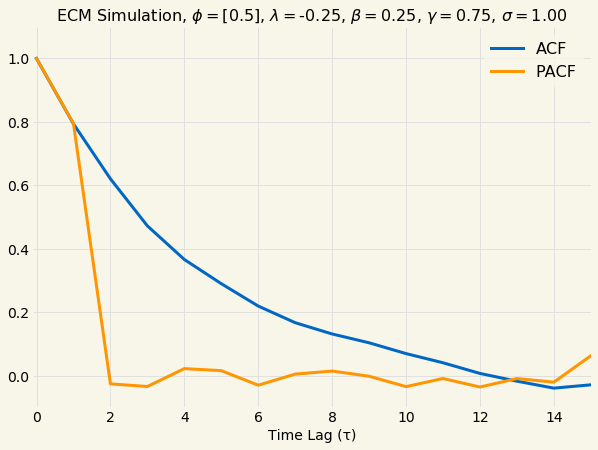 ECM Simulation, ϕ = [0.5], λ = -0.25, β = 0.25, γ = 0.75, σ = 1.00
ACF
PACF
1.0
0.8
0.6
0.4
0.2
0.0
0 2 4 6 8 10 12 14
Time Lag (τ)